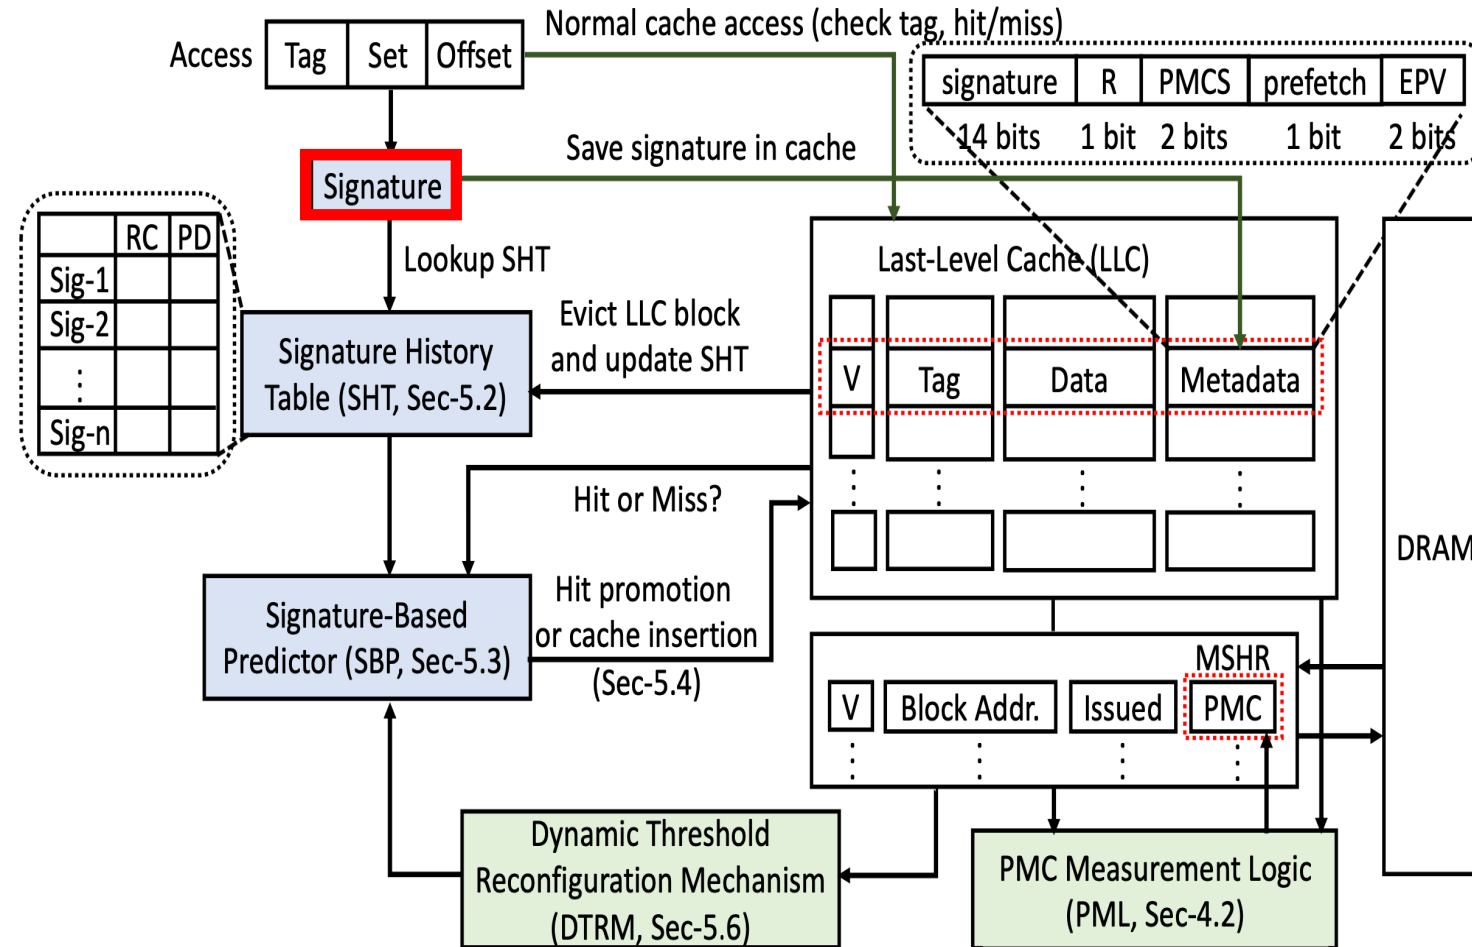 Normal cache access (check tag, hit/miss)
Access
Tag
Set
Offset
signature
R
PMCS
prefetch
EPV
14 bits
1 bit
2 bits
1 bit
2 bits
Save signature in cache
Signature
RC
PD
Sig-1
Sig-2
Sig-n
Lookup SHT
Signature History
Table (SHT, Sec-5.2)
Evict LLC block
and update SHT
Last-Level Cache (LLC)
V
Tag
Data
Metadata
Hit or Miss?
DRAM
Signature-Based
Predictor (SBP, Sec-5.3)
Hit promotion
or cache insertion
(Sec-5.4)
MSHR
V
Block Addr.
Issued
PMC
Dynamic Threshold
Reconfiguration Mechanism
(DTRM, Sec-5.6)
PMC Measurement Logic
(PML, Sec-4.2)